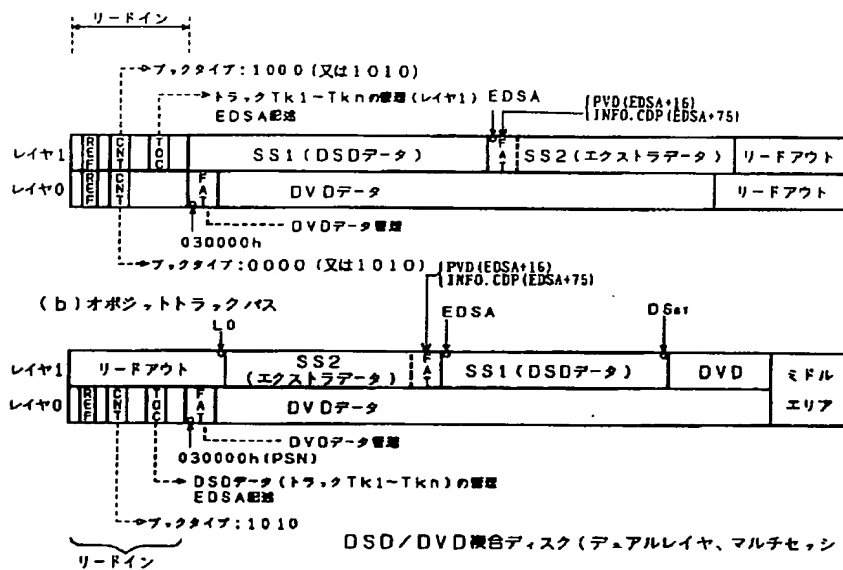 リードイン
ブックタイプ:1000(又は1010)
トラックTk1~Tknの管理(レイヤ1)
EDSA記述
EDSA
PVD(EDSA+16)
INFO.CDP(EDSA+75)
レイヤ1
REF
CNT
TOC
SS1(DSDデータ)
FAT
SS2(エクストラデータ)
リードアウト
レイヤ0
REF
CNT
FAT
DVDデータ
リードアウト
DVDデータ管理
030000h
ブックタイプ:0000(又は1010)
PVD(EDSA+16)
INFO.CDP(EDSA+75)
(b)オポジットトラックパス
L0
EDSA
DSst
レイヤ1
リードアウト
SS2
(エクストラデータ)
FAT
SS1(DSDデータ)
DVD
ミドル
エリア
レイヤ0
REF
CNT
TOC
FAT
DVDデータ
DVDデータ管理
030000h(PSN)
DSDデータ(トラックTk1~Tkn)の管理
EDSA記述
ブックタイプ:1010
リードイン
DSD/DVD複合ディスク(デュアルレイヤ、マルチセッシ